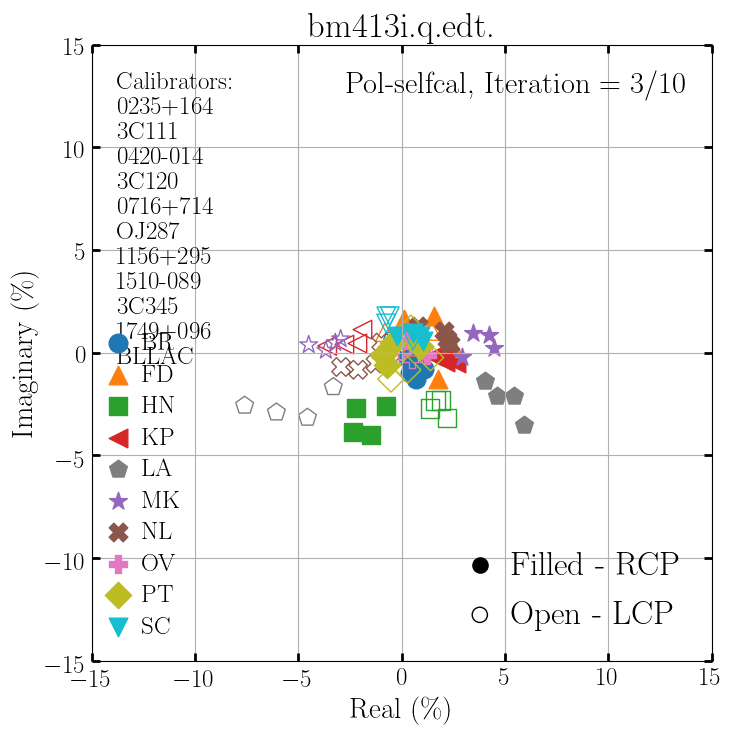 bm413i.q.edt.
Pol-selfcal, Iteration = 3/10
Calibrators:
0235+164
3C111
0420-014
3C120
0716+714
OJ287
1156+295
1510-089
3C345
1749+096
BLLAC
BR
FD
HN
KP
LA
MK
NL
OV
PT
SC
Filled - RCP
Open - LCP
Imaginary (%)
15
10
5
0
−5
−10
−15
−15
−10
−5
0
5
10
15
Real (%)